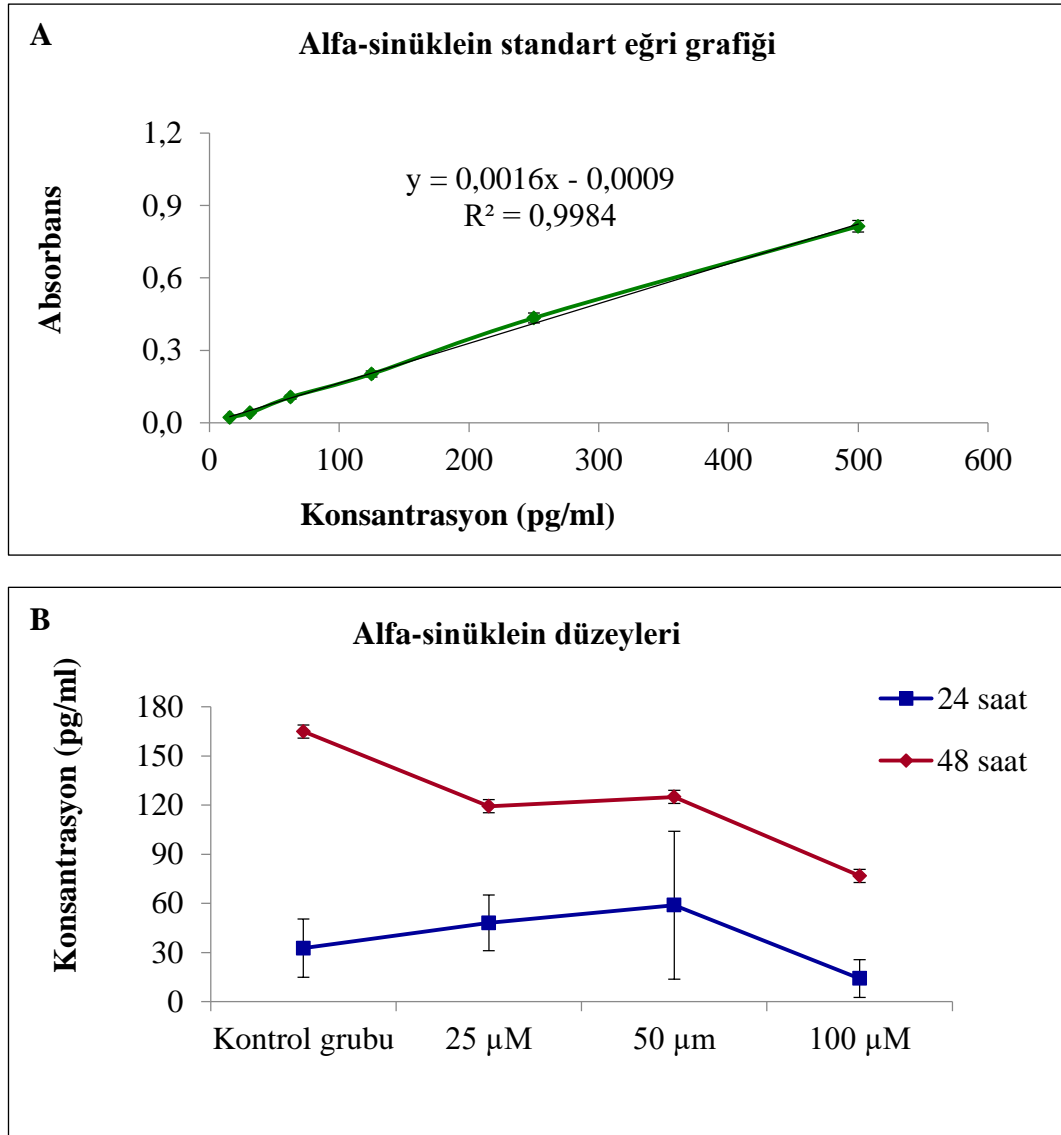 A
Alfa-sinüklein standart eğri grafiği
1,2
0,9
0,6
0,3
0,0
Absorbans
y = 0,0016x - 0,0009
R² = 0,9984
0 100 200 300 400 500 600
Konsantrasyon (pg/ml)
B
Alfa-sinüklein düzeyleri
180
150
120
90
60
30
0
Konsantrasyon (pg/ml)
24 saat
48 saat
Kontrol grubu 25 µM 50 µm 100 µM